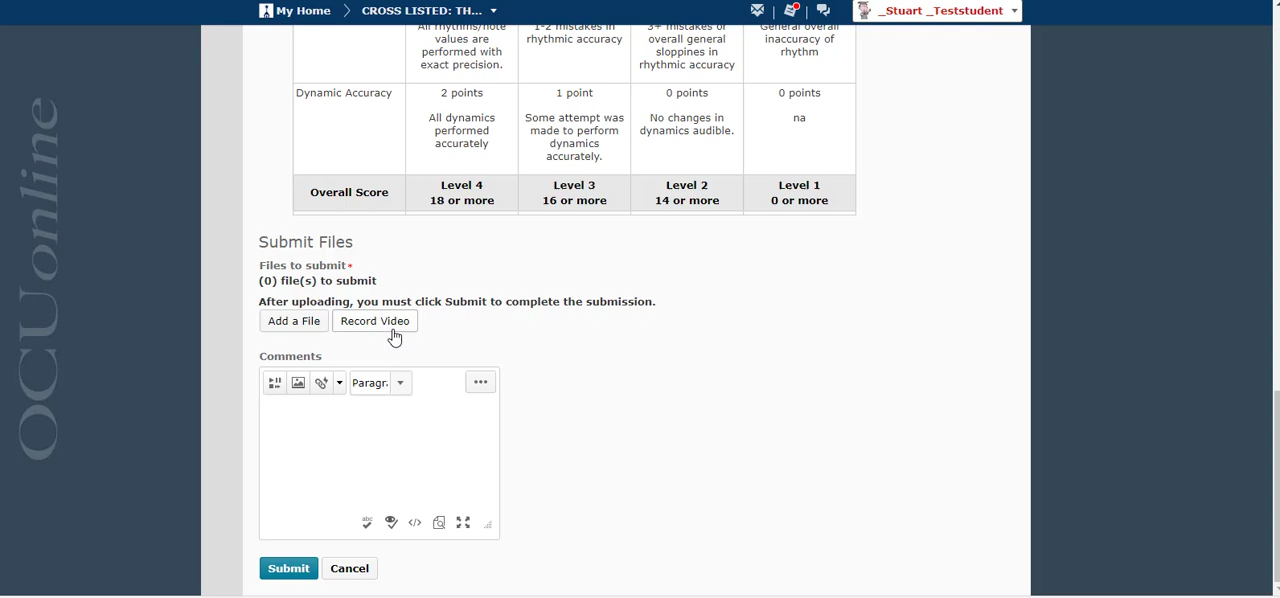 My Home
CROSS LISTED: TH...
_Stuart _Teststudent
All rhythms/note
values are
performed with
exact precision.
1-2 mistakes in
rhythmic accuracy
3+ mistakes or
overall general
sloppines in
rhythmic accuracy
General overall
inaccuracy of
rhythm
Dynamic Accuracy
2 points
All dynamics
performed
accurately
1 point
Some attempt was
made to perform
dynamics
accurately.
0 points
No changes in
dynamics audible.
0 points
na
Overall Score
Level 4
18 or more
Level 3
16 or more
Level 2
14 or more
Level 1
0 or more
Submit Files
Files to submit*
(0) file(s) to submit
After uploading, you must click Submit to complete the submission.
Add a File
Record Video
Comments
Paragr
abc
Submit
Cancel
OCUonline